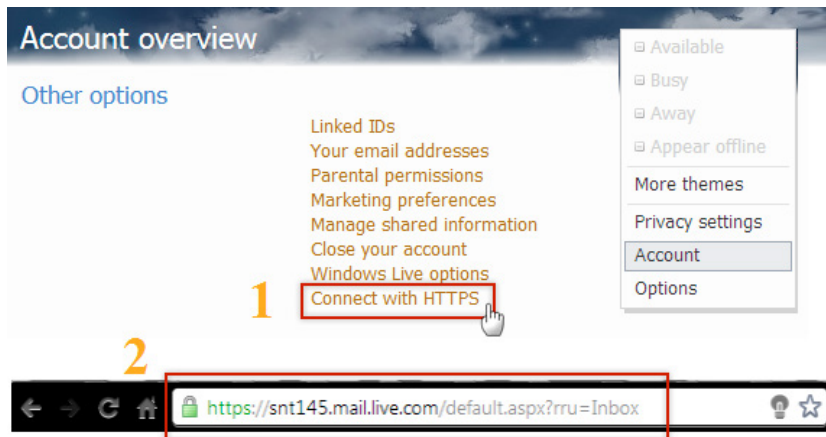 Account overview
Available
Busy
Away
Appear offline
More themes
Privacy settings
Account
Options
Other options
Linked IDs
Your email addresses
Parental permissions
Marketing preferences
Manage shared information
Close your account
Windows Live options
1 Connect with HTTPS
2
https://snt145.mail.live.com/default.aspx?rru=Inbox